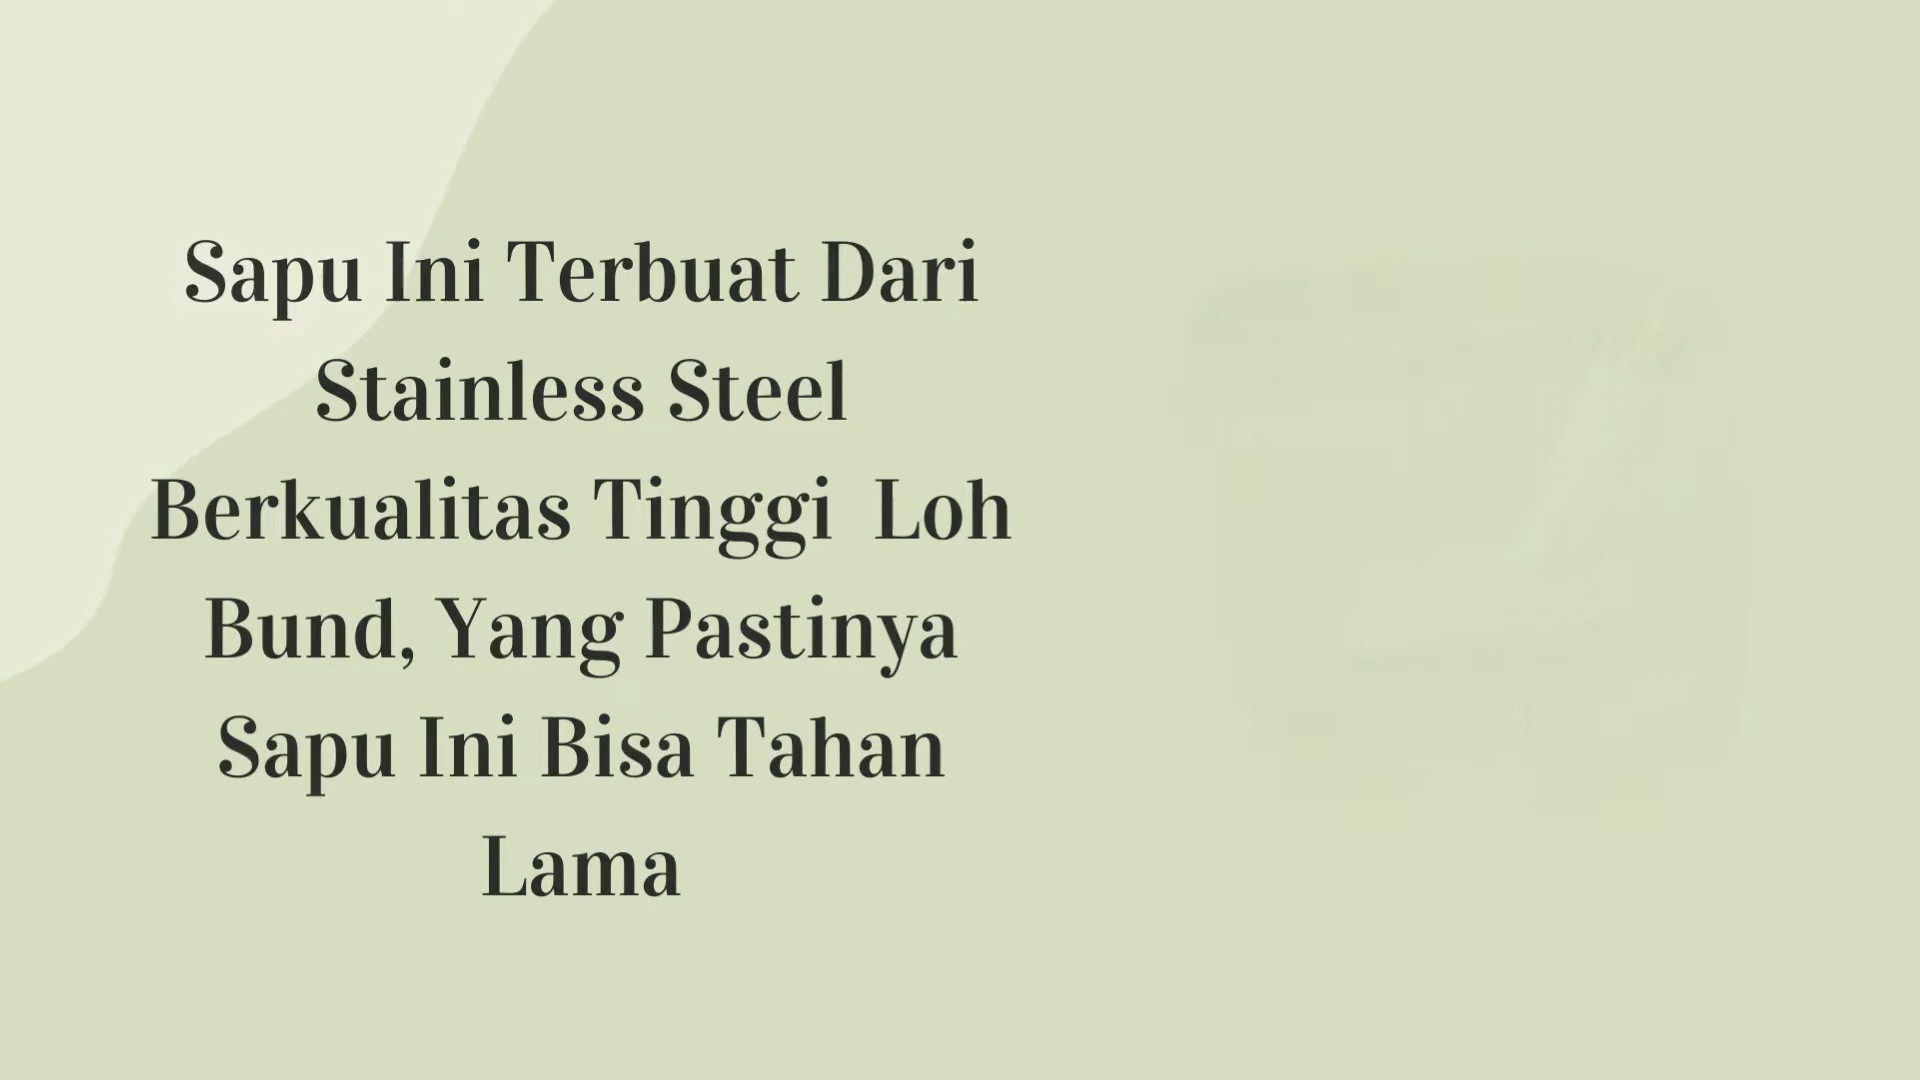 Sapu Ini Terbuat Dari
Stainless Steel
Berkualitas Tinggi  Loh
Bund, Yang Pastinya
Sapu Ini Bisa Tahan
Lama